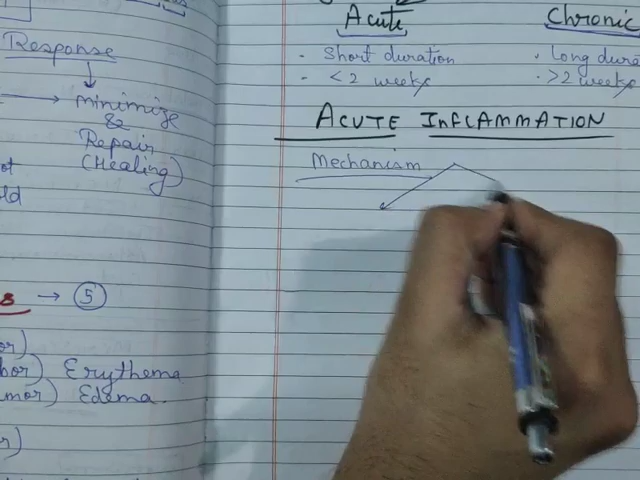 Response
minimize
&
Repair
(Healing)
→ 5
Erythema
Edema
Acute
Chronic
· Short duration
· Long dura
· < 2 weeks
· >2 weeks
ACUTE INFLAMMATION
Mechanism